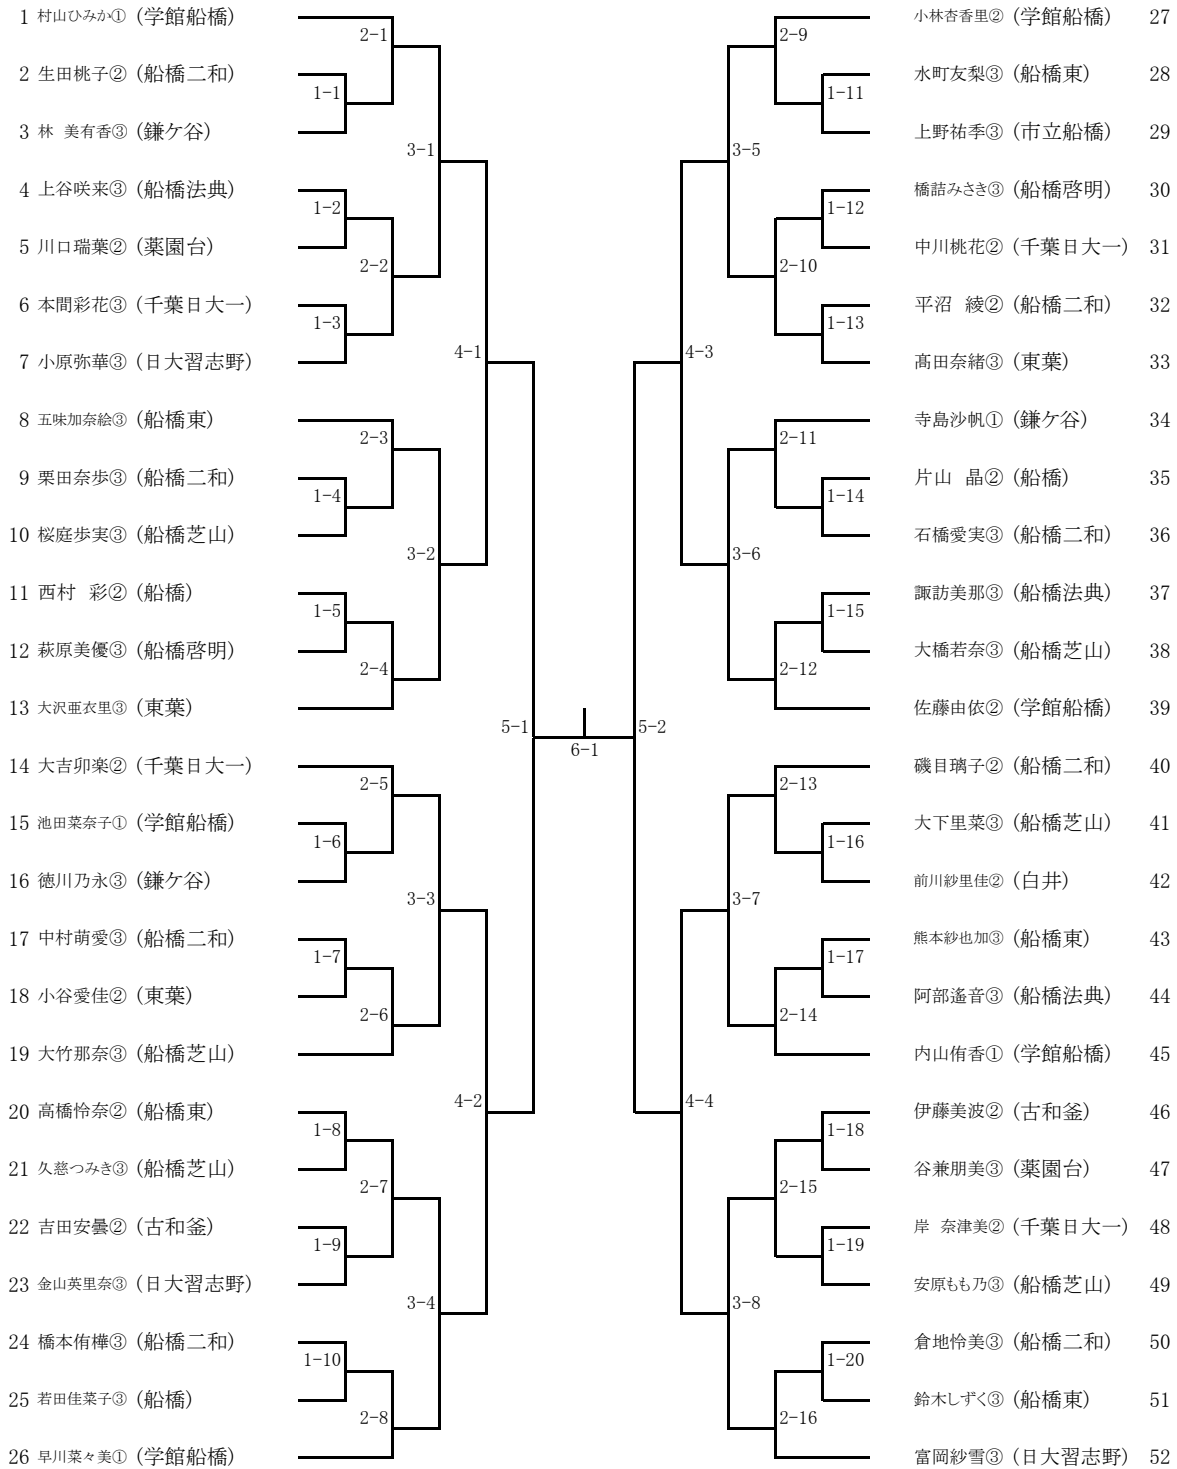 1 村山ひみか① (学館船橋)
2 生田桃子② (船橋二和)
3 林 美有香③ (鎌ケ谷)
4 上谷咲来③ (船橋法典)
5 川口瑞葉② (薬園台)
6 本間彩花③ (千葉日大一)
7 小原弥華③ (日大習志野)
8 五味加奈絵③ (船橋東)
9 栗田奈歩③ (船橋二和)
10 桜庭歩実③ (船橋芝山)
11 西村 彩② (船橋)
12 萩原美優③ (船橋啓明)
13 大沢亜衣里③ (東葉)
14 大吉卯楽② (千葉日大一)
15 池田菜奈子① (学館船橋)
16 徳川乃永③ (鎌ケ谷)
17 中村萌愛③ (船橋二和)
18 小谷愛佳② (東葉)
19 大竹那奈③ (船橋芝山)
20 高橋怜奈② (船橋東)
21 久慈つみき③ (船橋芝山)
22 吉田安曇② (古和釜)
23 金山英里奈③ (日大習志野)
24 橋本侑樺③ (船橋二和)
25 若田佳菜子③ (船橋)
26 早川菜々美① (学館船橋)
2-1
1-1
3-1
1-2
2-2
1-3
4-1
2-3
1-4
3-2
1-5
2-4
5-1
2-5
1-6
3-3
1-7
2-6
4-2
1-8
2-7
1-9
3-4
1-10
2-8
6-1
2-9
1-11
3-5
1-12
2-10
1-13
4-3
2-11
1-14
3-6
1-15
2-12
5-2
2-13
1-16
3-7
1-17
2-14
4-4
1-18
2-15
1-19
3-8
1-20
2-16
小林杏香里② (学館船橋) 27
水町友梨③ (船橋東) 28
上野祐季③ (市立船橋) 29
橋詰みさき③ (船橋啓明) 30
中川桃花② (千葉日大一) 31
平沼 綾② (船橋二和) 32
髙田奈緒③ (東葉) 33
寺島沙帆① (鎌ケ谷) 34
片山 晶② (船橋) 35
石橋愛実③ (船橋二和) 36
諏訪美那③ (船橋法典) 37
大橋若奈③ (船橋芝山) 38
佐藤由依② (学館船橋) 39
磯目璃子② (船橋二和) 40
大下里菜③ (船橋芝山) 41
前川紗里佳② (白井) 42
熊本紗也加③ (船橋東) 43
阿部遙音③ (船橋法典) 44
内山侑香① (学館船橋) 45
伊藤美波② (古和釜) 46
谷兼朋美③ (薬園台) 47
岸 奈津美② (千葉日大一) 48
安原もも乃③ (船橋芝山) 49
倉地怜美③ (船橋二和) 50
鈴木しずく③ (船橋東) 51
富岡紗雪③ (日大習志野) 52